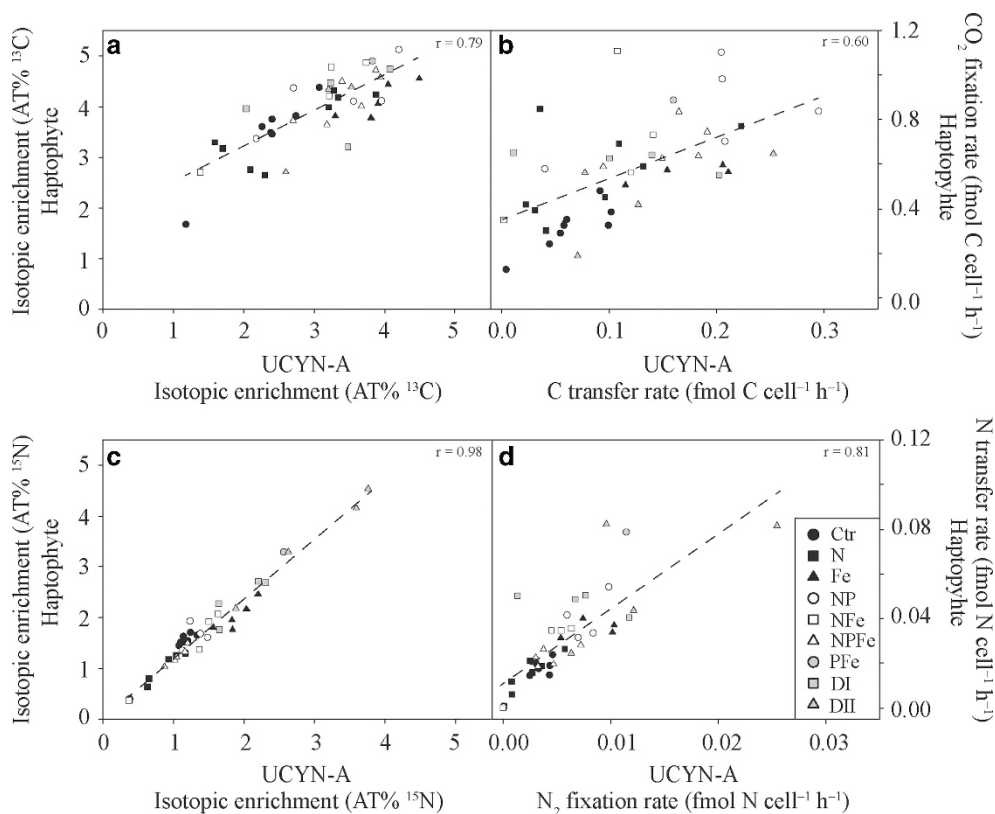 a
r = 0.79
Isotopic enrichment (AT% ¹³C)
Haptophyte
5
4
3
2
1
0
0
1
2
3
4
5
UCYN-A
Isotopic enrichment (AT% ¹³C)
b
r = 0.60
1.2
0.8
0.4
0.0
CO₂ fixation rate (fmol C cell⁻¹ h⁻¹)
Haptopyhte
0.0
0.1
0.2
0.3
UCYN-A
C transfer rate (fmol C cell⁻¹ h⁻¹)
c
r = 0.98
Isotopic enrichment (AT% ¹⁵N)
Haptophyte
5
4
3
2
1
0
0
1
2
3
4
5
UCYN-A
Isotopic enrichment (AT% ¹⁵N)
d
r = 0.81
0.12
0.08
0.04
0.00
N transfer rate (fmol N cell⁻¹ h⁻¹)
Haptopyhte
Ctr
N
Fe
NP
NFe
NPFe
PFe
DI
DII
0.00
0.01
0.02
0.03
UCYN-A
N₂ fixation rate (fmol N cell⁻¹ h⁻¹)